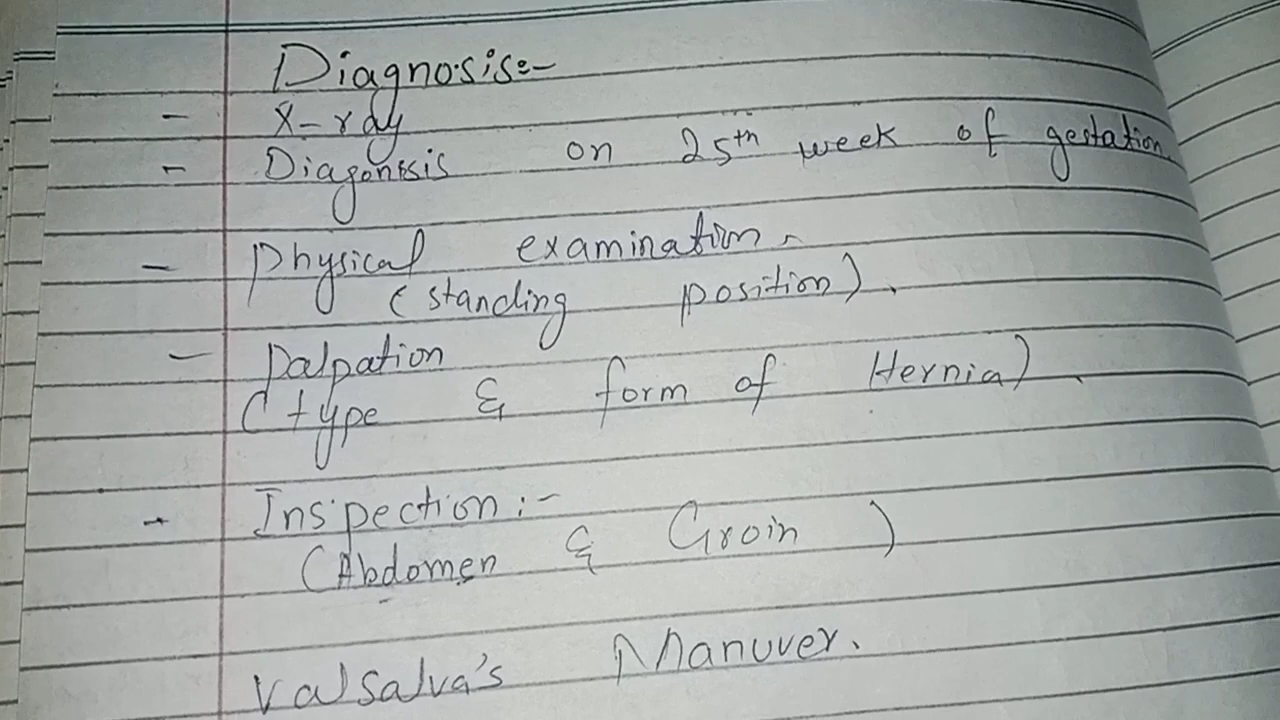 Diagnosis:-
- X-ray
- Diagonsis on 25th week of gestation.
- Physical examination.
(standing position).
- Palpation
(type & form of Hernia).
- Inspection:-
(Abdomen & Groin)
Valsalva's Manuver.